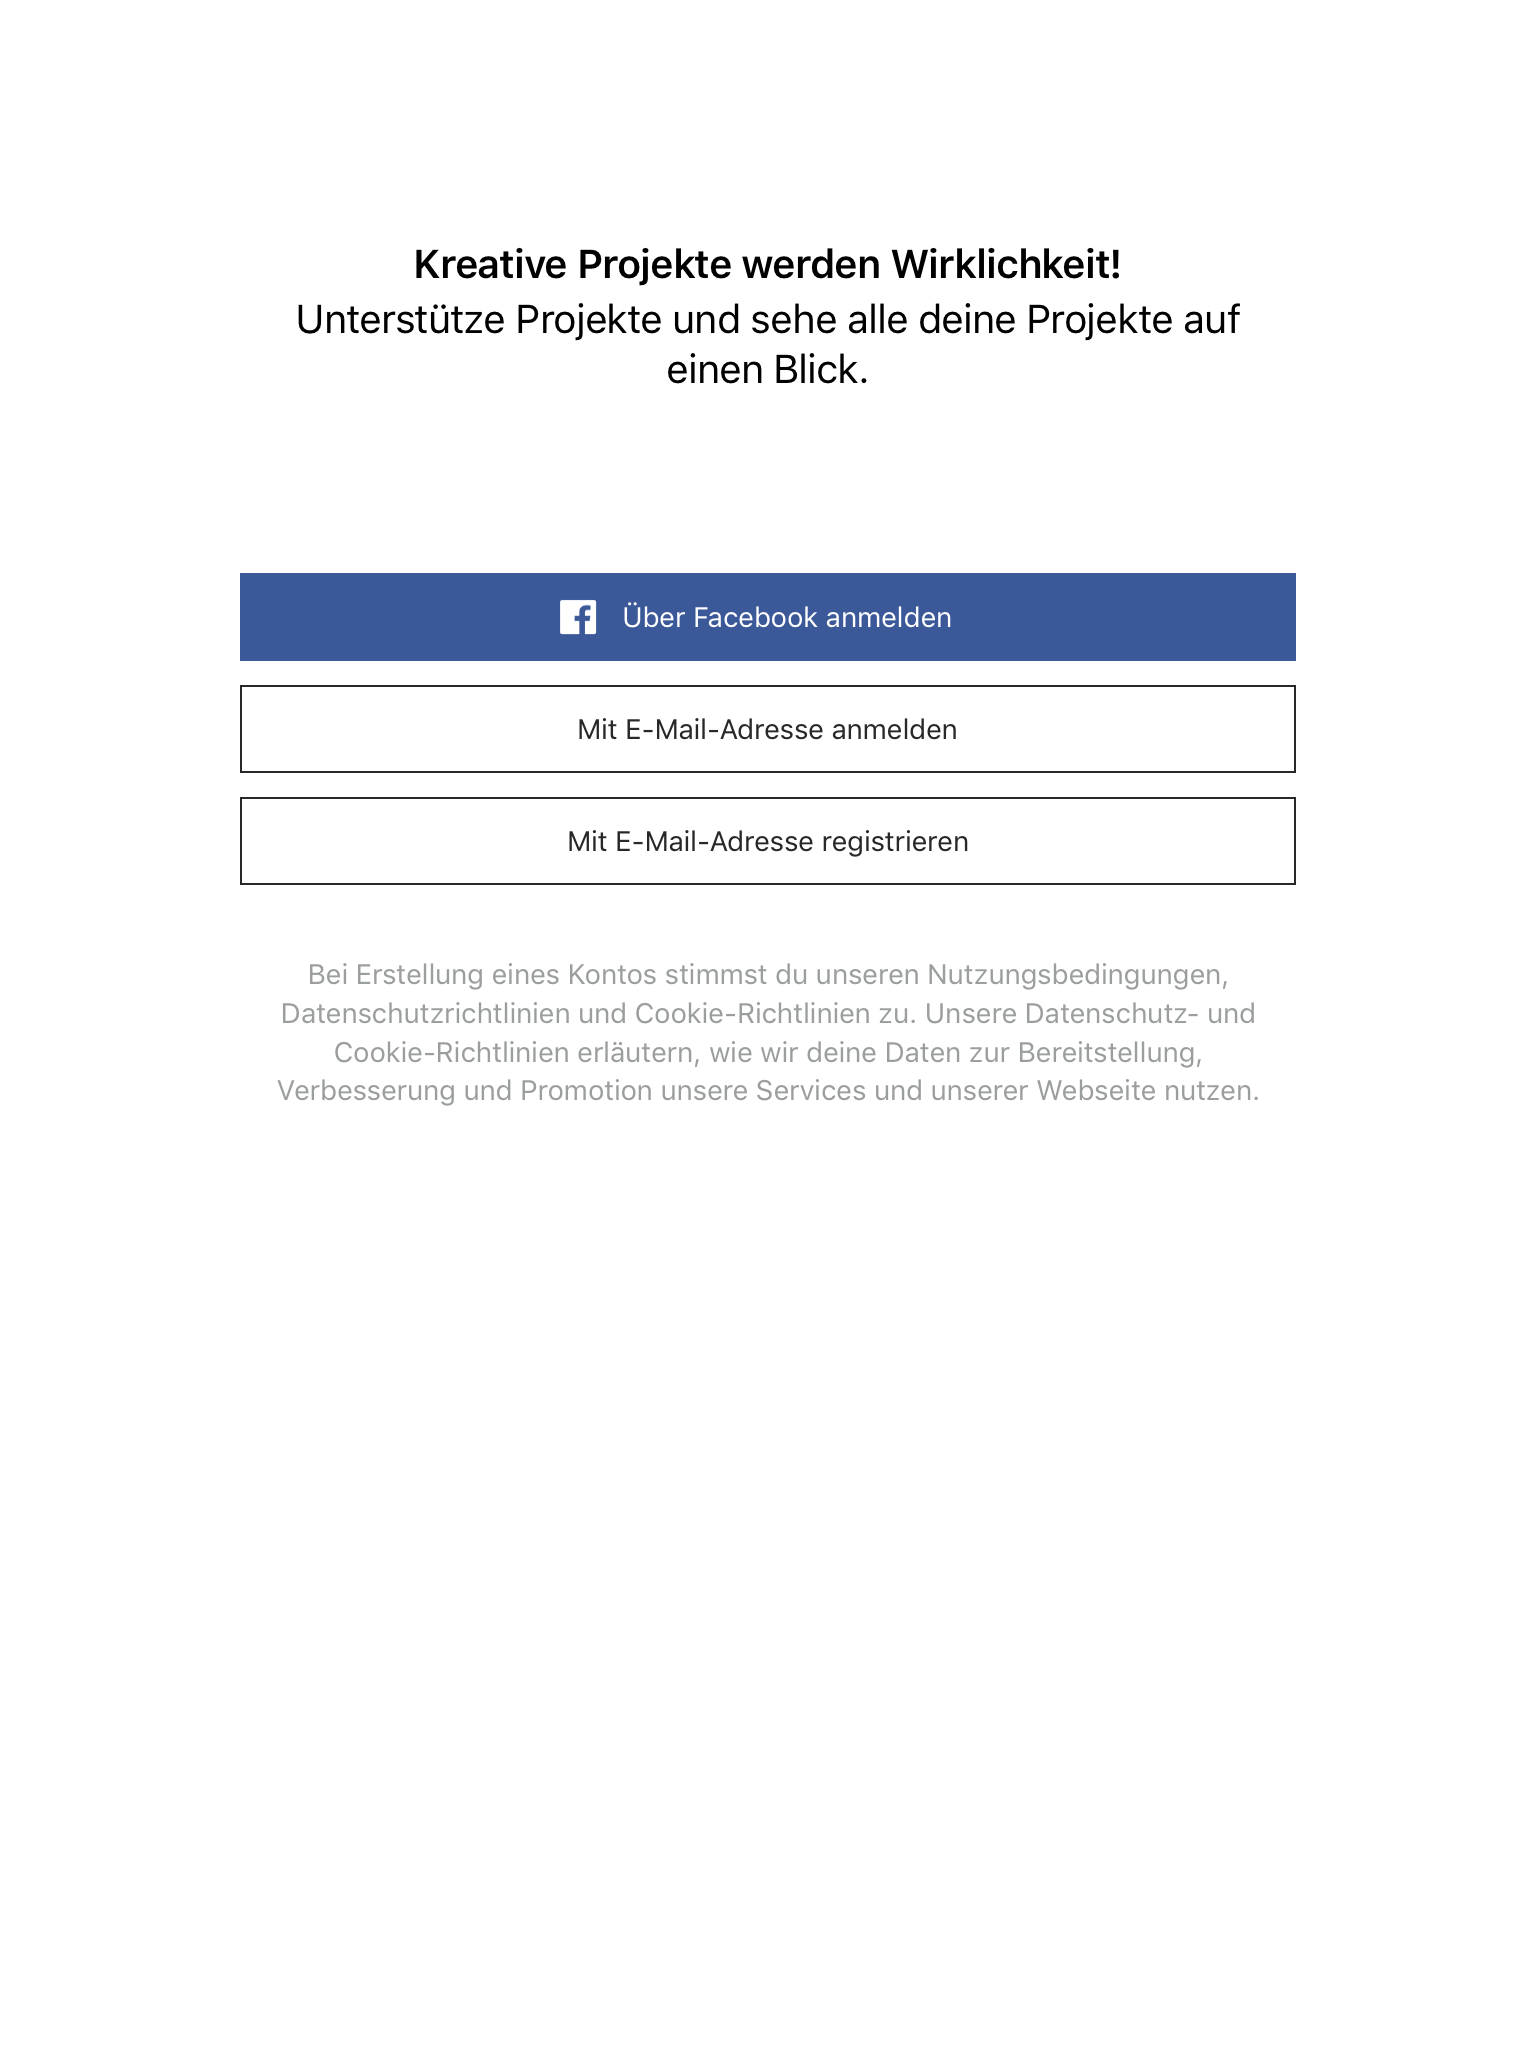 Kreative Projekte werden Wirklichkeit!
Unterstütze Projekte und sehe alle deine Projekte auf
einen Blick.
Über Facebook anmelden
Mit E-Mail-Adresse anmelden
Mit E-Mail-Adresse registrieren
Bei Erstellung eines Kontos stimmst du unseren Nutzungsbedingungen,
Datenschutzrichtlinien und Cookie-Richtlinien zu. Unsere Datenschutz- und
Cookie-Richtlinien erläutern, wie wir deine Daten zur Bereitstellung,
Verbesserung und Promotion unsere Services und unserer Webseite nutzen.